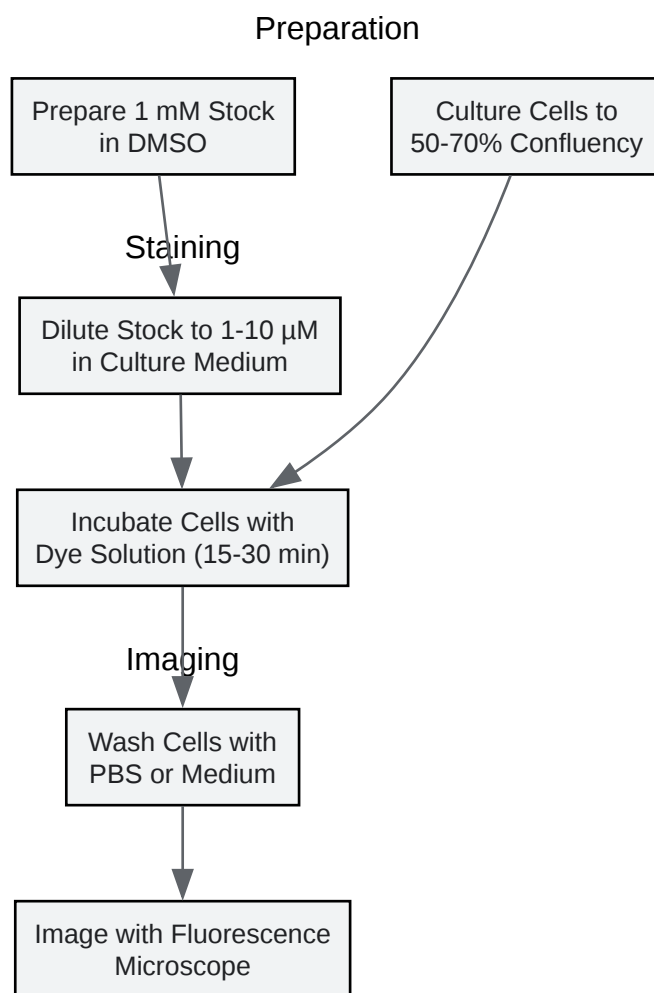 Preparation
Prepare 1 mM Stock
in DMSO
Culture Cells to
50-70% Confluency
Staining
Dilute Stock to 1-10 µM
in Culture Medium
Incubate Cells with
Dye Solution (15-30 min)
Imaging
Wash Cells with
PBS or Medium
Image with Fluorescence
Microscope